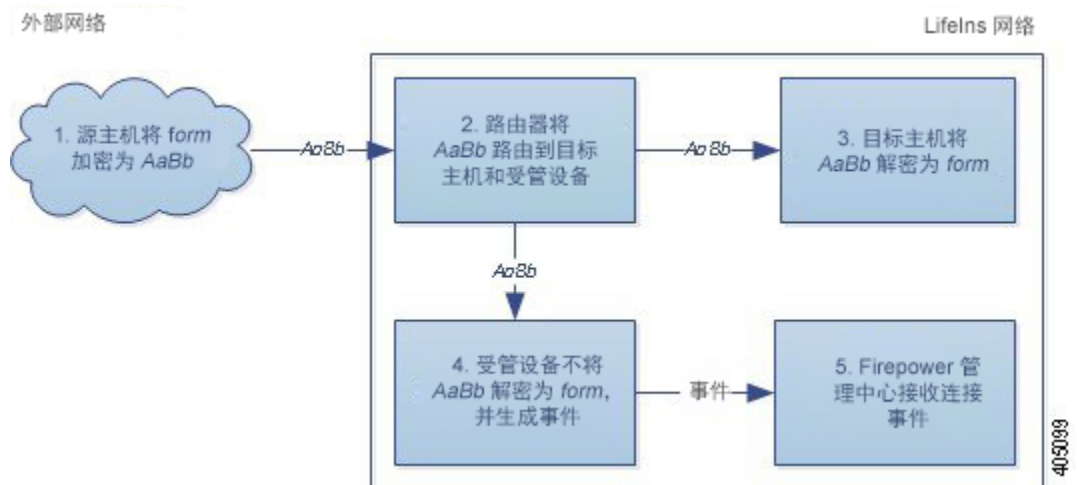 外部网络
LifeIns 网络
1. 源主机将 form
加密为 AaBb
AaBb
2. 路由器将
AaBb 路由到目标
主机和受管设备
AaBb
3. 目标主机将
AaBb 解密为 form
AaBb
4. 受管设备不将
AaBb 解密为 form,
并生成事件
事件
5. Firepower 管
理中心接收连接
事件
405099